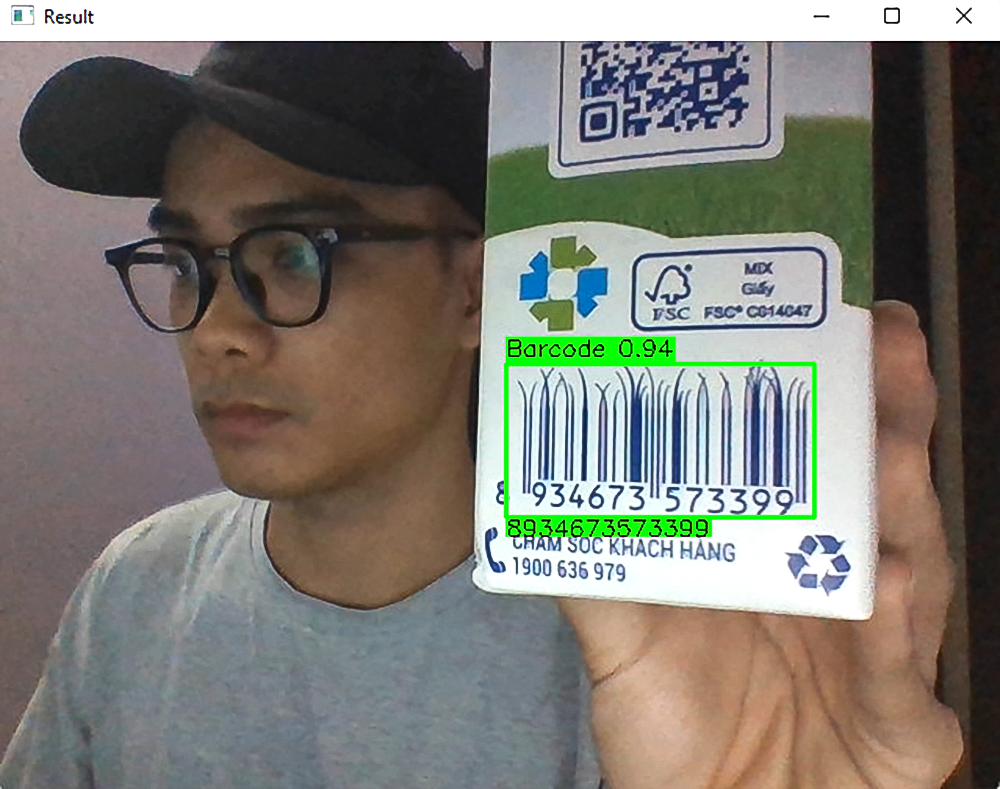 Result
MIX
Giấy
FSC
FSC® C014047
Barcode 0.94
8 934673 573399
8934673573399
CHĂM SÓC KHÁCH HÀNG
1900 636 979